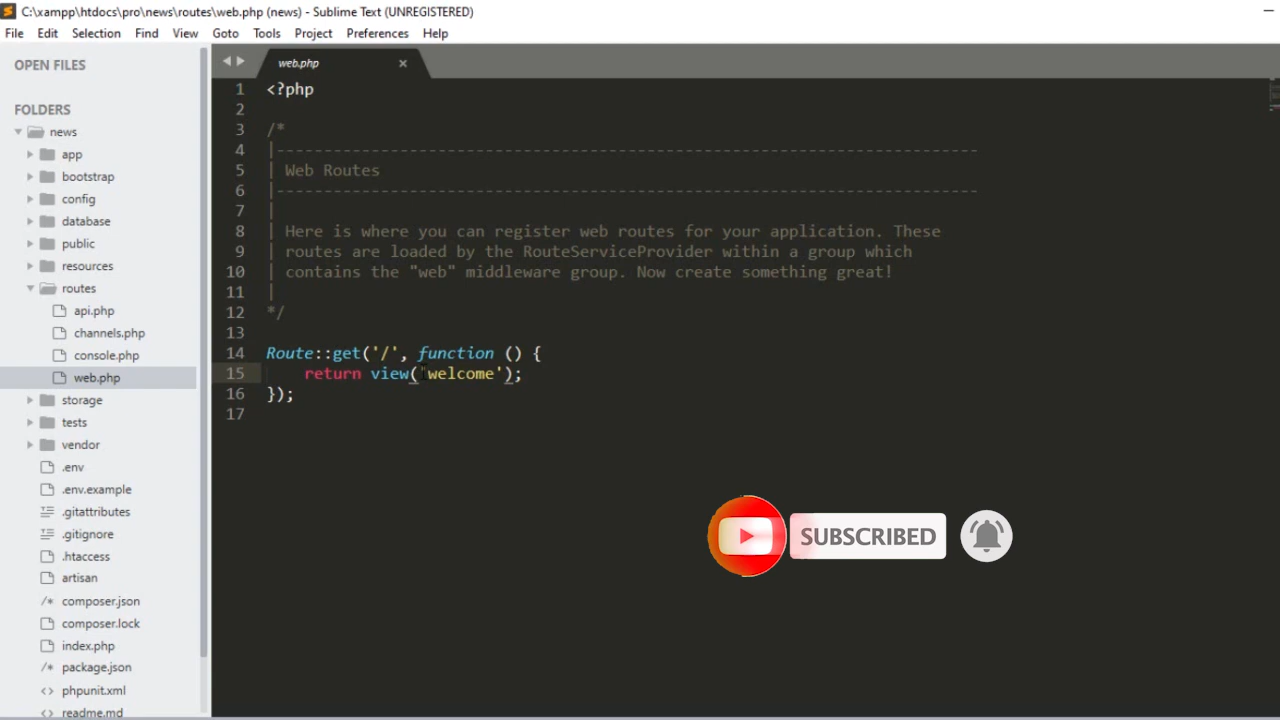 C:\xampp\htdocs\pro\news\routes\web.php (news) - Sublime Text (UNREGISTERED)
File Edit Selection Find View Goto Tools Project Preferences Help
OPEN FILES
FOLDERS
news
app
bootstrap
config
database
public
resources
routes
api.php
channels.php
console.php
web.php
storage
tests
vendor
.env
.env.example
.gitattributes
.gitignore
.htaccess
artisan
composer.json
composer.lock
index.php
package.json
phpunit.xml
readme.md
web.php
1 <?php
2
3 /*
4 |--------------------------------------------------------------------------
5 | Web Routes
6 |--------------------------------------------------------------------------
7 |
8 | Here is where you can register web routes for your application. These
9 | routes are loaded by the RouteServiceProvider within a group which
10 | contains the "web" middleware group. Now create something great!
11 |
12 */
13
14 Route::get('/', function () {
15     return view('welcome');
16 });
17
SUBSCRIBED